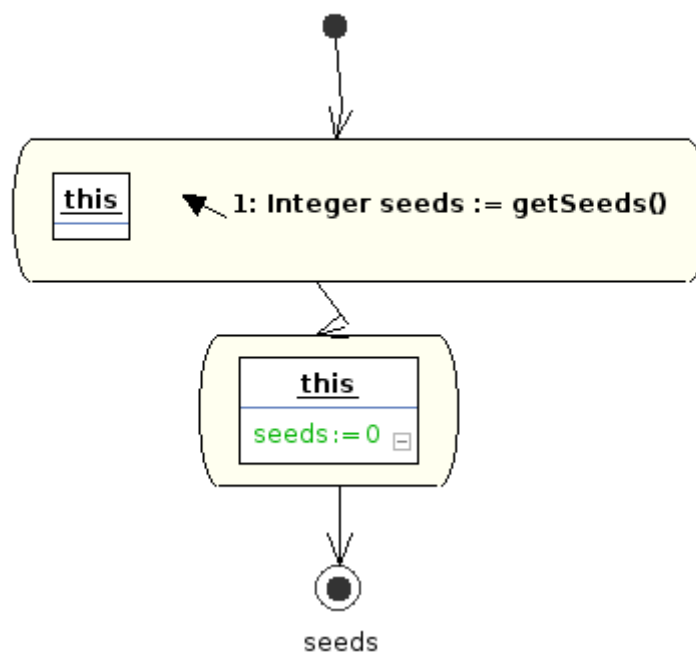 this
1: Integer seeds := getSeeds()
this
seeds:=0
seeds